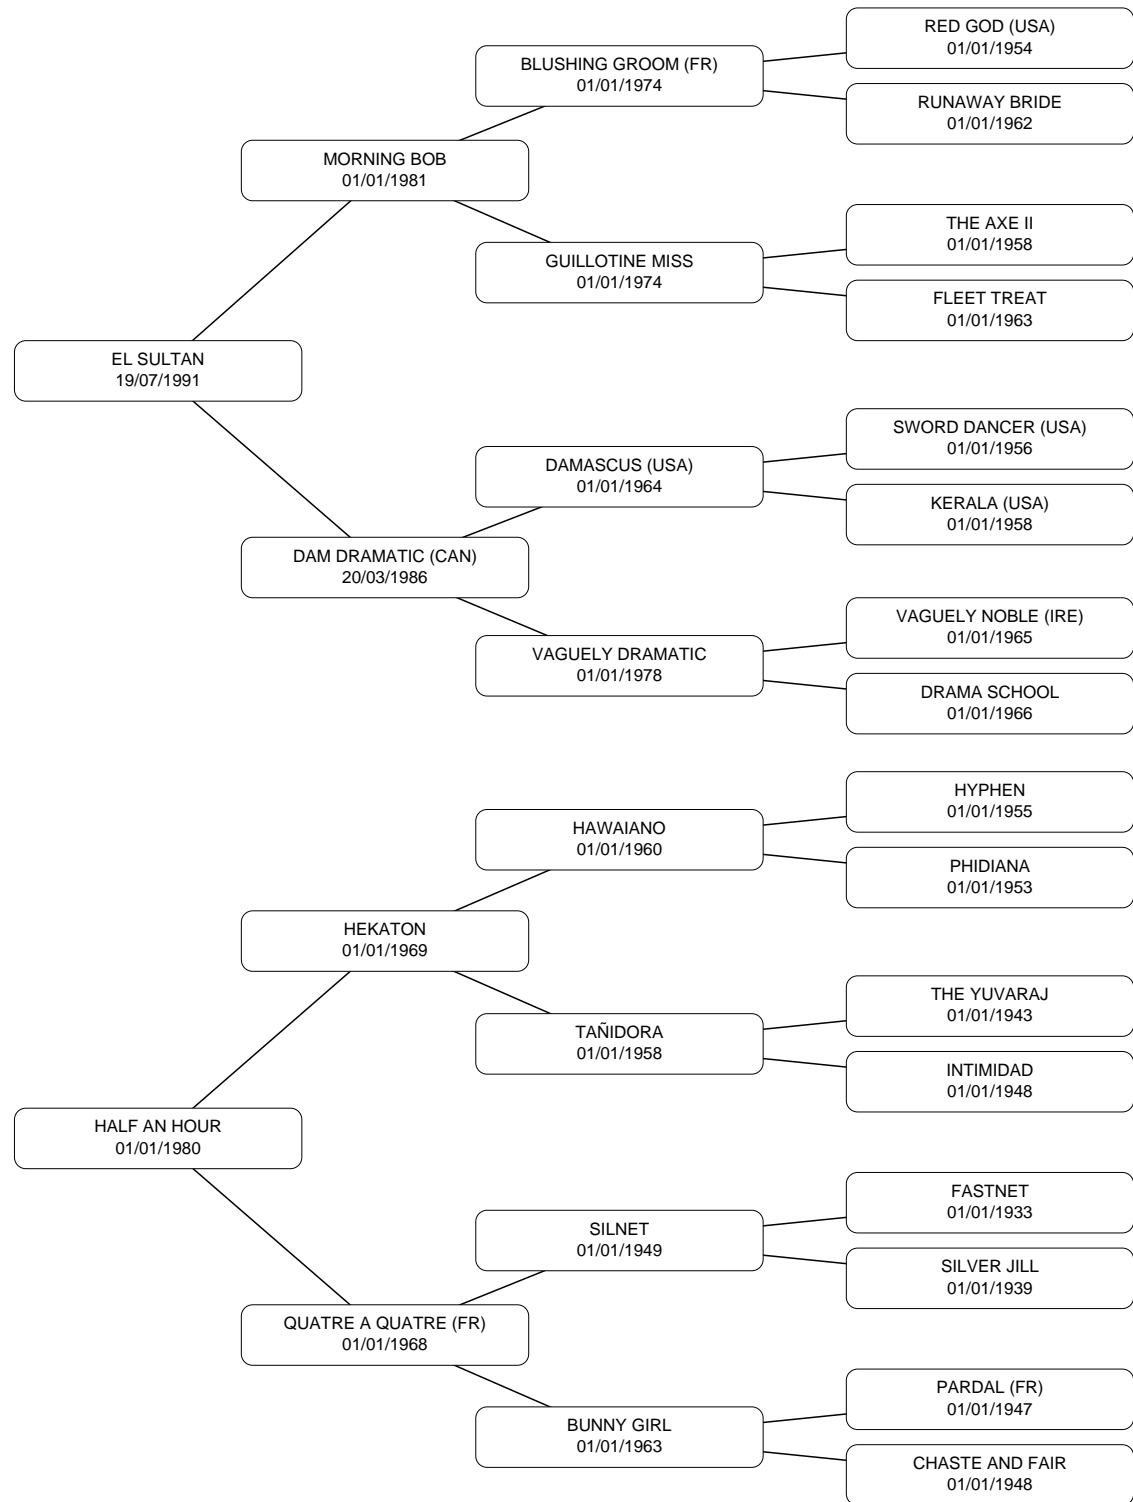 RED GOD (USA)
01/01/1954
BLUSHING GROOM (FR)
01/01/1974
RUNAWAY BRIDE
01/01/1962
MORNING BOB
01/01/1981
THE AXE II
01/01/1958
GUILLOTINE MISS
01/01/1974
FLEET TREAT
01/01/1963
EL SULTAN
19/07/1991
SWORD DANCER (USA)
01/01/1956
DAMASCUS (USA)
01/01/1964
KERALA (USA)
01/01/1958
DAM DRAMATIC (CAN)
20/03/1986
VAGUELY NOBLE (IRE)
01/01/1965
VAGUELY DRAMATIC
01/01/1978
DRAMA SCHOOL
01/01/1966
HYPHEN
01/01/1955
HAWAIANO
01/01/1960
PHIDIANA
01/01/1953
HEKATON
01/01/1969
THE YUVARAJ
01/01/1943
TAÑIDORA
01/01/1958
INTIMIDAD
01/01/1948
HALF AN HOUR
01/01/1980
FASTNET
01/01/1933
SILNET
01/01/1949
SILVER JILL
01/01/1939
QUATRE A QUATRE (FR)
01/01/1968
PARDAL (FR)
01/01/1947
BUNNY GIRL
01/01/1963
CHASTE AND FAIR
01/01/1948